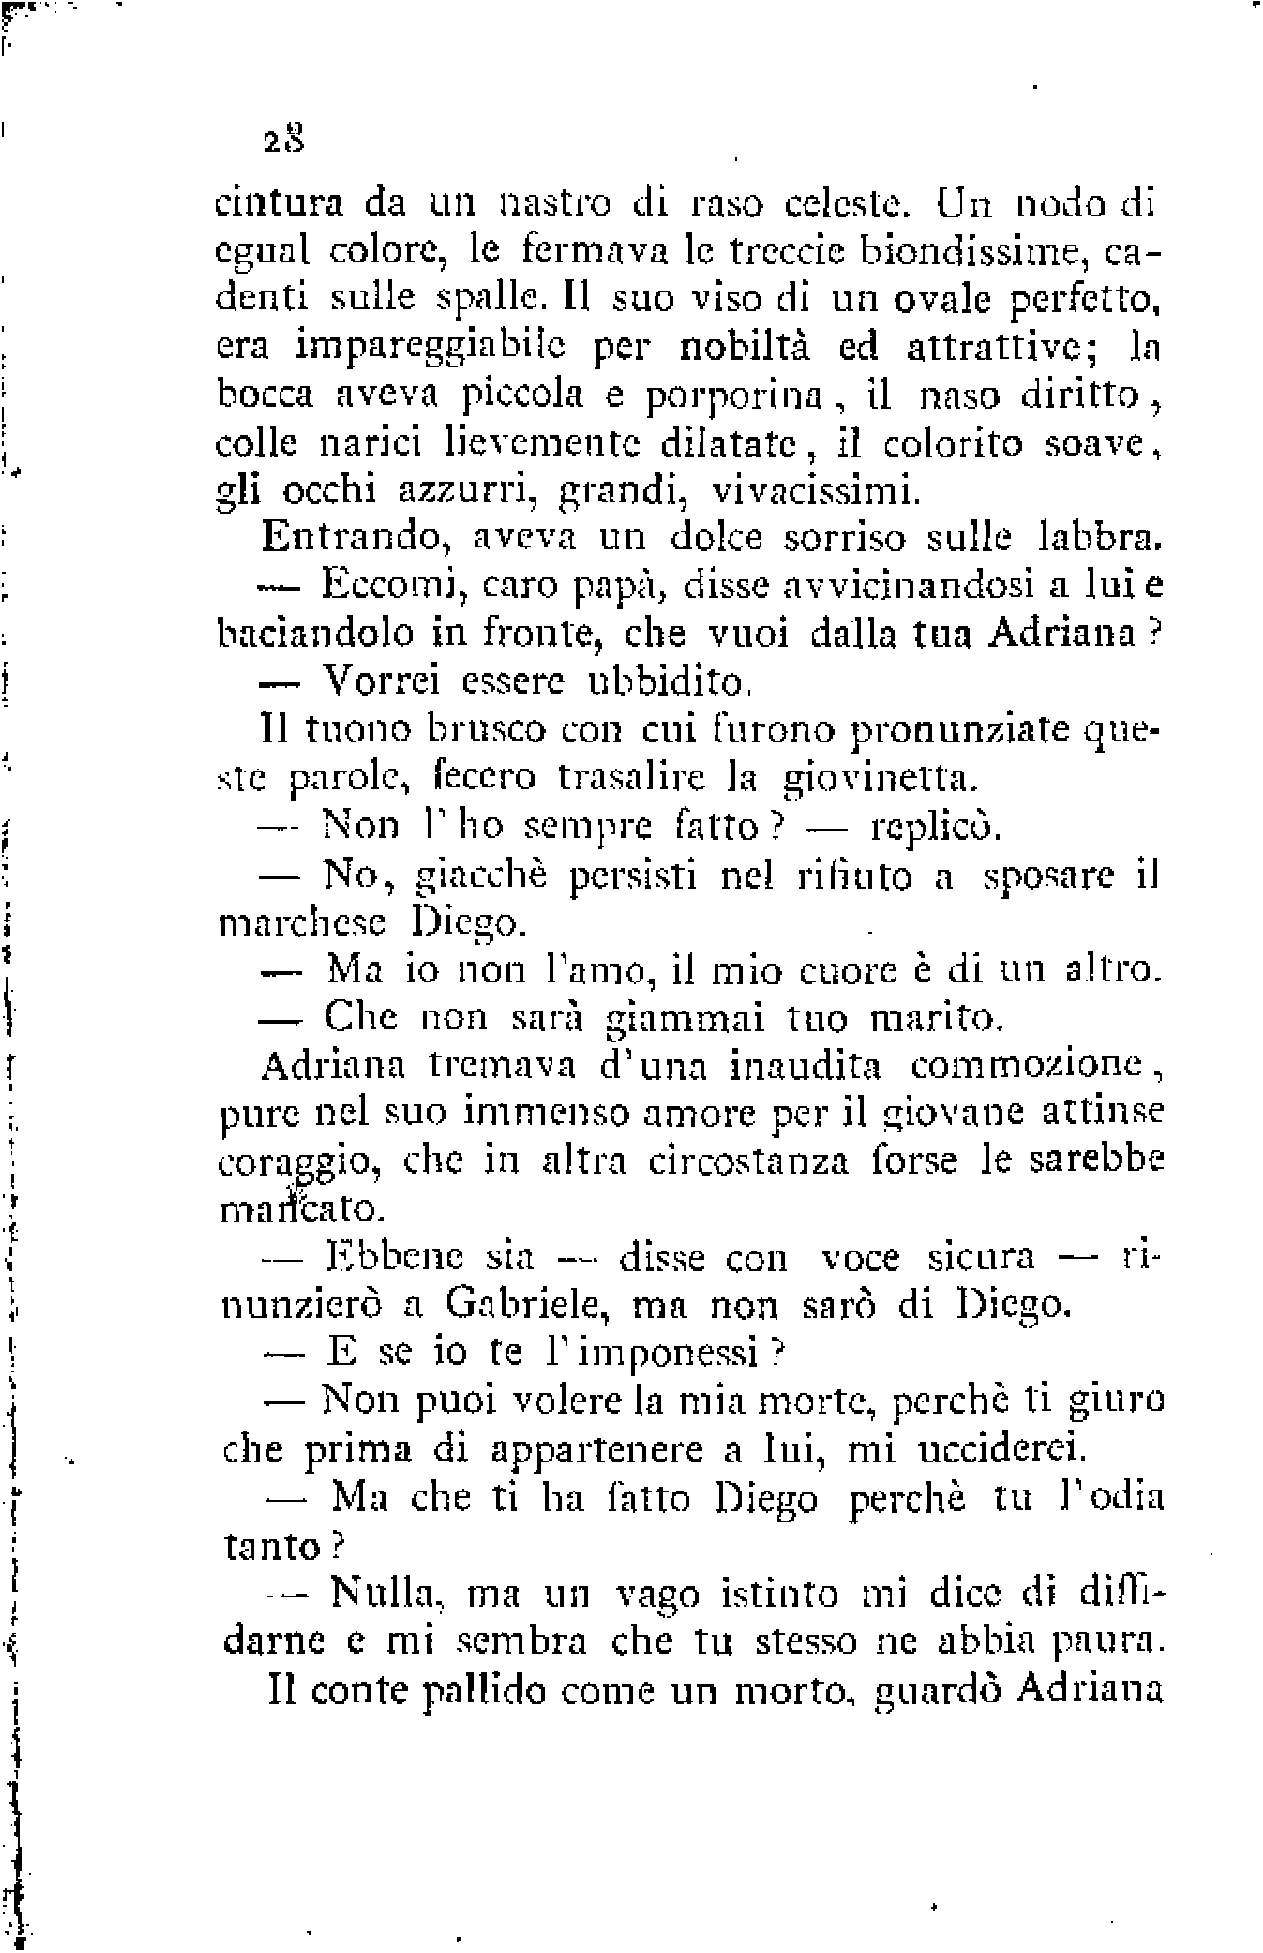 28
cintura da un nastro di raso celeste. Un nodo di
egual colore, le fermava le treccie biondissime, ca-
denti sulle spalle. Il suo viso di un ovale perfetto,
era impareggiabile per nobiltà ed attrattive; la
bocca aveva piccola e porporina, il naso diritto,
colle narici lievemente dilatate, il colorito soave,
gli occhi azzurri, grandi, vivacissimi.
Entrando, aveva un dolce sorriso sulle labbra.
— Eccomi, caro papà, disse avvicinandosi a lui e
baciandolo in fronte, che vuoi dalla tua Adriana?
— Vorrei essere ubbidito.
Il tuono brusco con cui furono pronunziate que-
ste parole, fecero trasalire la giovinetta.
— Non l'ho sempre fatto? — replicò.
— No, giacchè persisti nel rifiuto a sposare il
marchese Diego.
— Ma io non l'amo, il mio cuore è di un altro.
— Che non sarà giammai tuo marito.
Adriana tremava d'una inaudita commozione,
pure nel suo immenso amore per il giovane attinse
coraggio, che in altra circostanza forse le sarebbe
mancato.
— Ebbene sia — disse con voce sicura — ri-
nunzierò a Gabriele, ma non sarò di Diego.
— E se io te l'imponessi?
— Non puoi volere la mia morte, perchè ti giuro
che prima di appartenere a lui, mi ucciderei.
— Ma che ti ha fatto Diego perchè tu l'odia
tanto?
— Nulla, ma un vago istinto mi dice di diffi-
darne e mi sembra che tu stesso ne abbia paura.
Il conte pallido come un morto, guardò Adriana